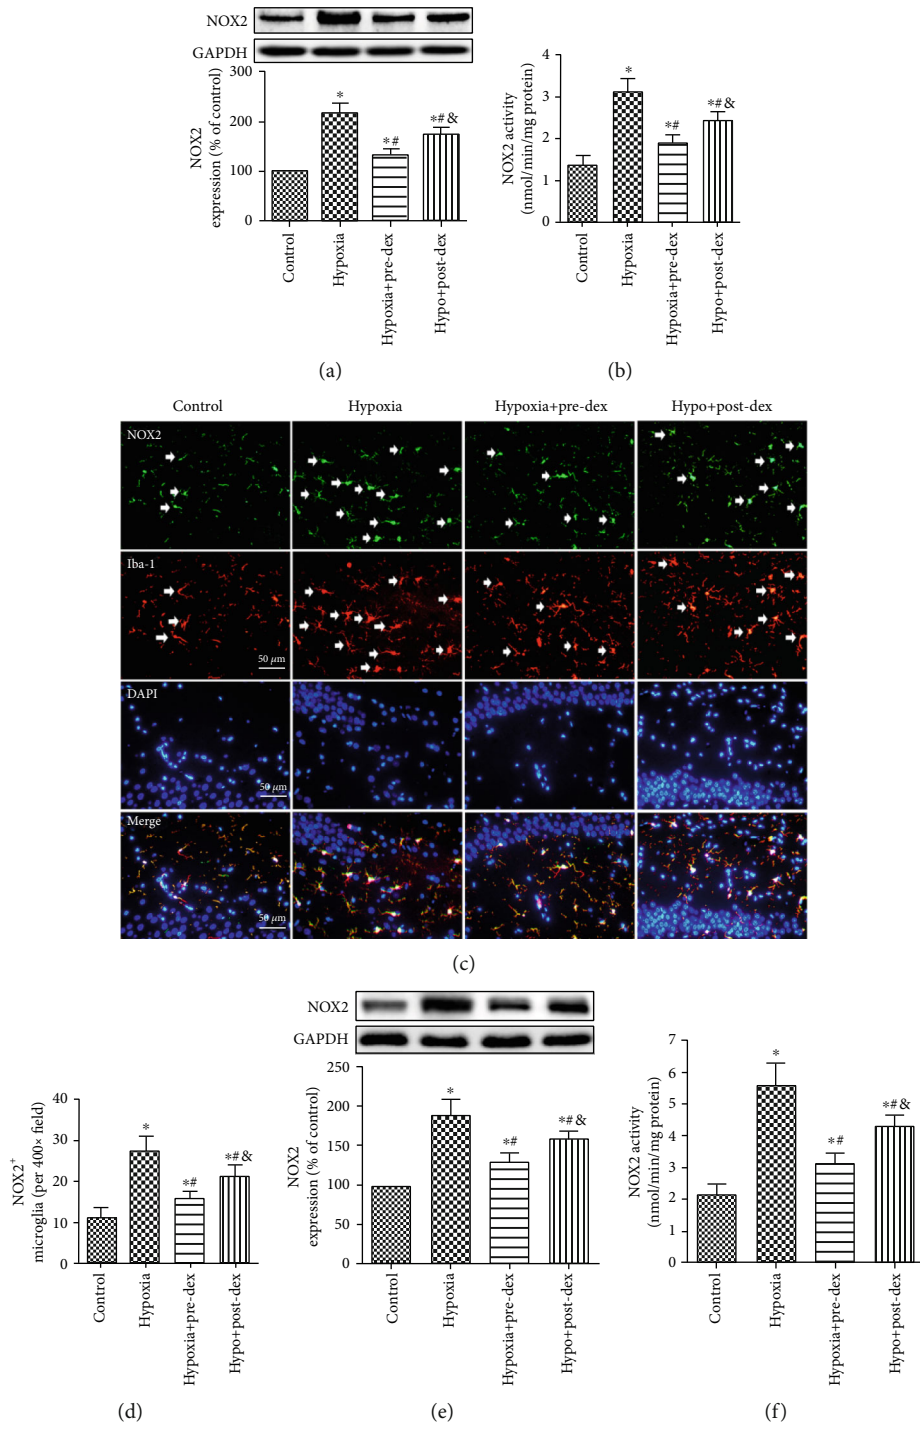 NOX2
GAPDH
NOX2
expression (% of control)
300
200
100
0
*
*#
*# &
Control
Hypoxia
Hypoxia+pre-dex
Hypo+post-dex
(a)
NOX2 activity
(nmol/min/mg protein)
4
3
2
1
0
*
*#
*# &
Control
Hypoxia
Hypoxia+pre-dex
Hypo+post-dex
(b)
Control Hypoxia Hypoxia+pre-dex Hypo+post-dex
NOX2
Iba-1
50 μm
DAPI
50 μm
Merge
50 μm
(c)
NOX2+
microglia (per 400× field)
40
30
20
10
0
*
*#
*# &
Control
Hypoxia
Hypoxia+pre-dex
Hypo+post-dex
(d)
NOX2
GAPDH
NOX2
expression (% of control)
250
200
150
100
50
0
*
*#
*# &
Control
Hypoxia
Hypoxia+pre-dex
Hypo+post-dex
(e)
NOX2 activity
(nmol/min/mg protein)
7
6
5
4
3
2
1
0
*
*#
*# &
Control
Hypoxia
Hypoxia+pre-dex
Hypo+post-dex
(f)